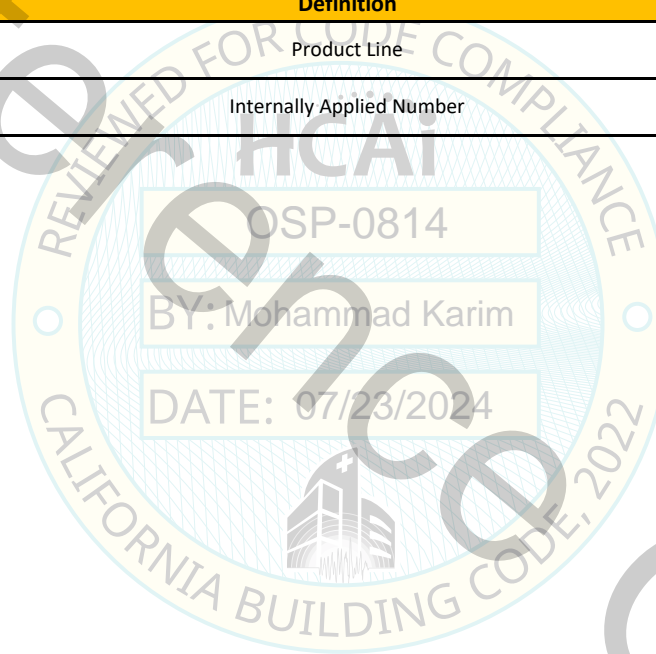 Definition
Product Line
Internally Applied Number
REVIEWED FOR CODE COMPLIANCE
HCAi
OSP-0814
BY: Mohammad Karim
DATE: 07/23/2024
CALIFORNIA BUILDING CODE, 2022
erence